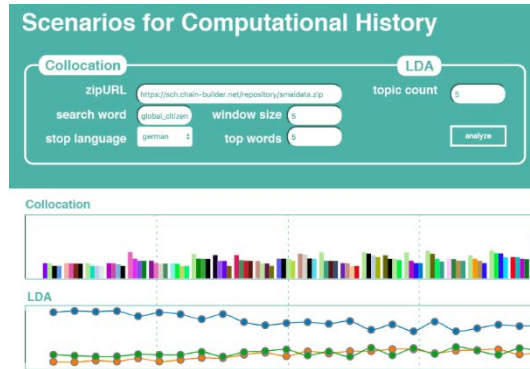 Scenarios for Computational History
Collocation
LDA
zipURL https://sch.chain-builder.net/repository/smaldata.zip
topic count 5
search word global_citizen window size 5
stop language german top words 5
analyze
Collocation
LDA